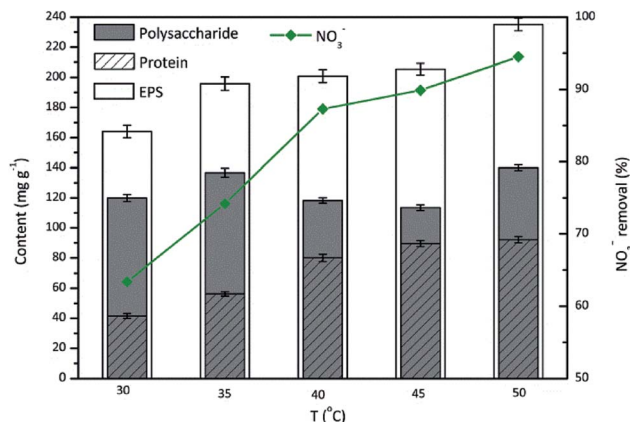 Polysaccharide
Protein
EPS
NO₃⁻
Content (mg g⁻¹)
240
220
200
180
160
140
120
100
80
60
40
20
0
100
90
80
70
60
50
NO₃⁻ removal (%)
30 35 40 45 50
T (°C)